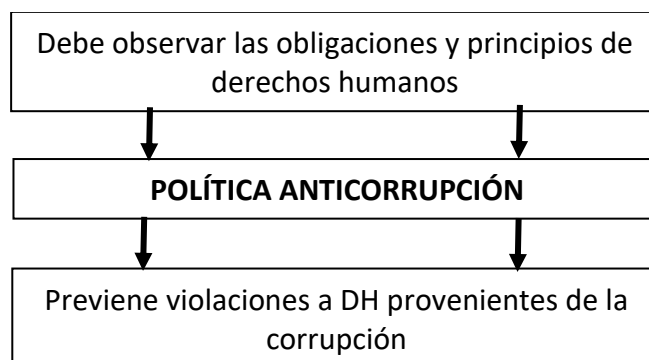 Debe observar las obligaciones y principios de
derechos humanos
POLÍTICA ANTICORRUPCIÓN
Previene violaciones a DH provenientes de la
corrupción